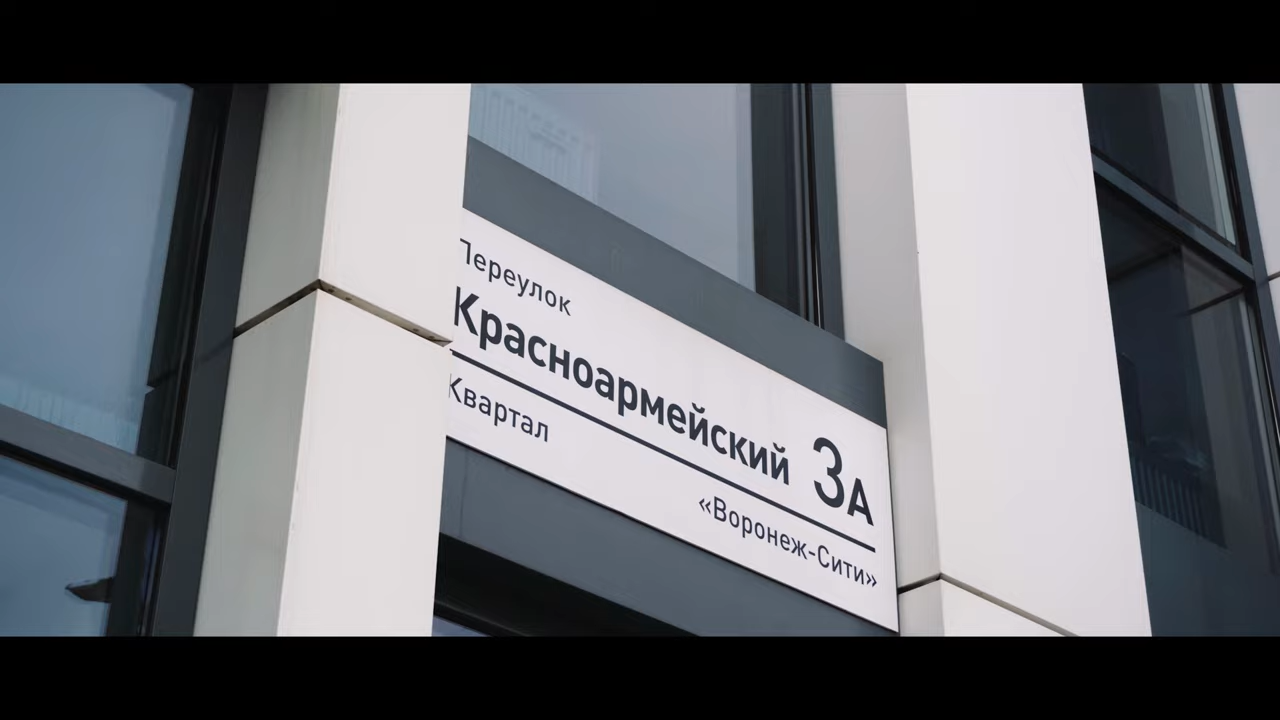 Переулок
Красноармейский 3А
Квартал
«Воронеж-Сити»